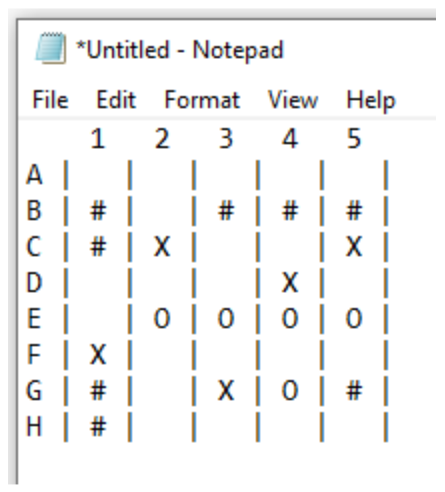 *Untitled - Notepad
File Edit Format View Help
    1   2   3   4   5
A |   |   |   |   |   |
B | # |   | # | # | # |
C | # | X |   |   | X |
D |   |   |   | X |   |
E |   | O | O | O | O |
F | X |   |   |   |   |
G | # |   | X | O | # |
H | # |   |   |   |   |